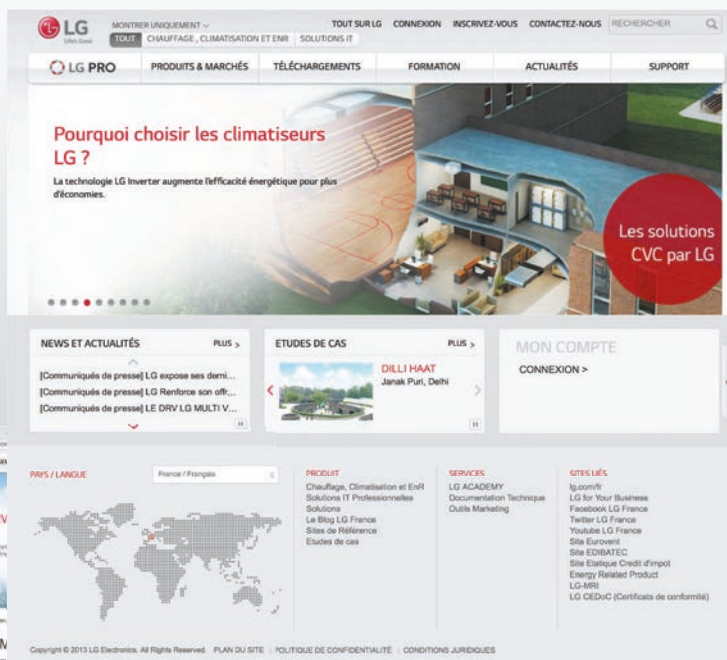 LG
Life's Good
MONTRER UNIQUEMENT
TOUT SUR LG CONNEXION INSCRIVEZ-VOUS CONTACTEZ-NOUS RECHERCHER
TOUT CHAUFFAGE , CLIMATISATION ET ENR SOLUTIONS IT
LG PRO PRODUITS & MARCHÉS TÉLÉCHARGEMENTS FORMATION ACTUALITÉS SUPPORT
Pourquoi choisir les climatiseurs
LG ?
La technologie LG Inverter augmente l'efficacité énergétique pour plus
d'économies.
Les solutions
CVC par LG
NEWS ET ACTUALITÉS PLUS >
[Communiqués de presse] LG expose ses derni...
[Communiqués de presse] LG Renforce son offr...
[Communiqués de presse] LE DRV LG MULTI V...
ETUDES DE CAS PLUS >
DILLI HAAT
Janak Puri, Delhi
MON COMPTE
CONNEXION >
PAYS / LANGUE
France / Français
PRODUIT
Chauffage, Climatisation et EnR
Solutions IT Professionnelles
Solutions
Le Blog LG France
Sites de Référence
Etudes de cas
SERVICES
LG ACADEMY
Documentation Technique
Outils Marketing
SITES LIÉS
lg.com/fr
LG for Your Business
Facebook LG France
Twitter LG France
Youtube LG France
Site Eurovent
Site EDIBATEC
Site Etatique Credit d'impot
Energy Related Product
LG-MRI
LG CEDoC (Certificats de conformité)
Copyright © 2013 LG Electronics. All Rights Reserved. PLAN DU SITE | POLITIQUE DE CONFIDENTIALITÉ | CONDITIONS JURIDIQUES